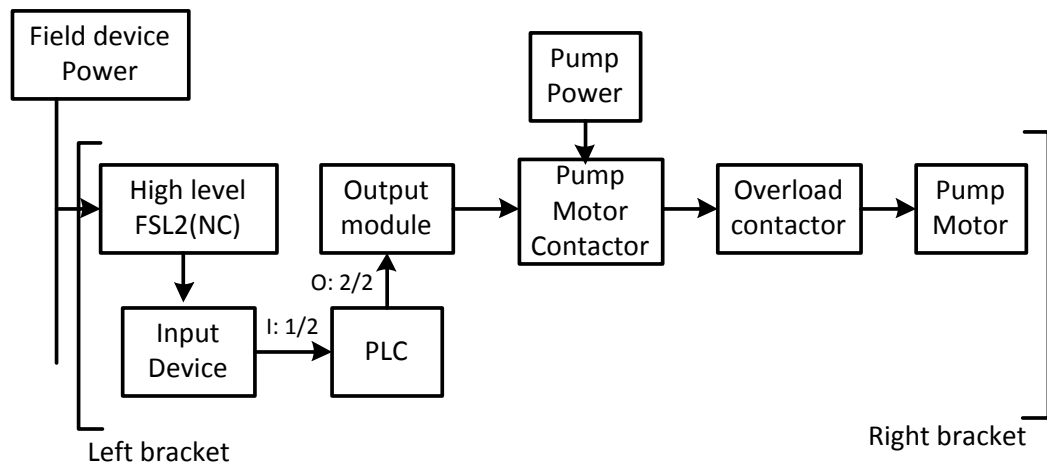 Field device
Power
Pump
Power
High level
FSL2(NC)
Output
module
Pump
Motor
Contactor
Overload
contactor
Pump
Motor
O: 2/2
Input
Device
I: 1/2
PLC
Left bracket
Right bracket